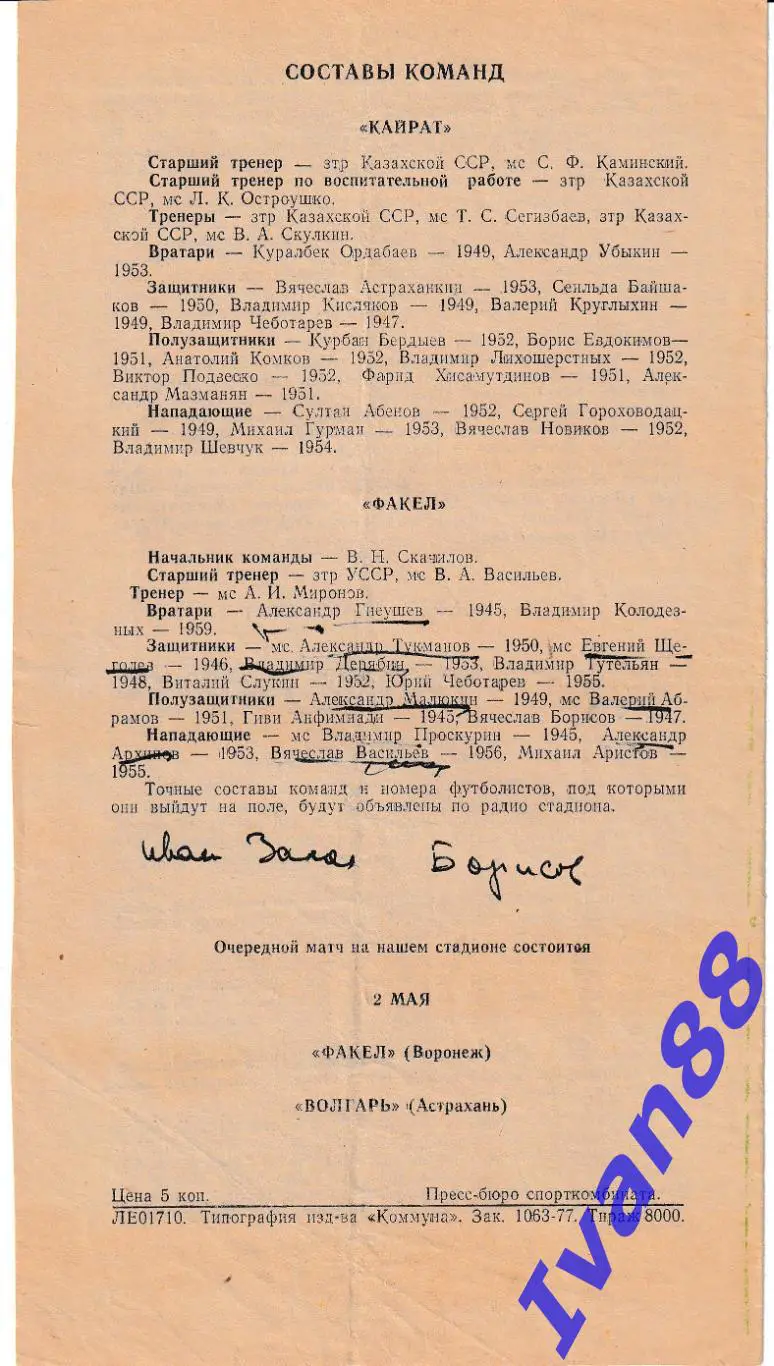 СОСТАВЫ КОМАНД
«КАЙРАТ»
Старший тренер — зтр Казахской ССР, мс С. Ф. Каминский.
Старший тренер по воспитательной работе — зтр Казахской
ССР, мс Л. К. Остроушко.
Тренеры — зтр Казахской ССР, мс Т. С. Сегизбаев, зтр Казах-
ской ССР, мс В. А. Скулкин.
Вратари — Куралбек Ордабаев — 1949, Александр Убыкин —
1953.
Защитники — Вячеслав Астраханкин — 1953, Сеильда Байша-
ков — 1950, Владимир Кисляков — 1949, Валерий Круглыхин —
1949, Владимир Чеботарев — 1947.
Полузащитники — Курбан Бердыев — 1952, Борис Евдокимов—
1951, Анатолий Комков — 1952, Владимир Лихошерстных — 1952,
Виктор Подвеско — 1952, Фарид Хисамутдинов — 1951, Алек-
сандр Мазманян — 1951.
Нападающие — Султан Абенов — 1952, Сергей Гороховодац-
кий — 1949, Михаил Гурман — 1953, Вячеслав Новиков — 1952,
Владимир Шевчук — 1954.
«ФАКЕЛ»
Начальник команды — В. Н. Скачилов.
Старший тренер — зтр УССР, мс В. А. Васильев.
Тренер — мс А. И. Миронов.
Вратари — Александр Гнеушев — 1945, Владимир Колодез-
ных — 1959.
Защитники — мс. Александр Тукманов — 1950, мс Евгений Ще-
голев — 1946, Владимир Дерябин, — 1953, Владимир Тутельян —
1948, Виталий Слукин — 1952, Юрий Чеботарев — 1955.
Полузащитники — Александр Малюкин — 1949, мс Валерий Аб-
рамов — 1951, Гиви Анфимиади — 1945, Вячеслав Борисов — 1947.
Нападающие — мс Владимир Проскурин — 1945, Александр
Архипов — 1953, Вячеслав Васильев — 1956, Михаил Аристов —
1955.
Точные составы команд и номера футболистов, под которыми
они выйдут на поле, будут объявлены по радио стадиона.
Иван Борисов
Очередной матч на нашем стадионе состоится
2 МАЯ
«ФАКЕЛ» (Воронеж)
«ВОЛГАРЬ» (Астрахань)
Цена 5 коп. Пресс-бюро спорткомбината.
ЛЕ01710. Типография изд-ва «Коммуна». Зак. 1063-77. Тираж 8000.
Ivan88